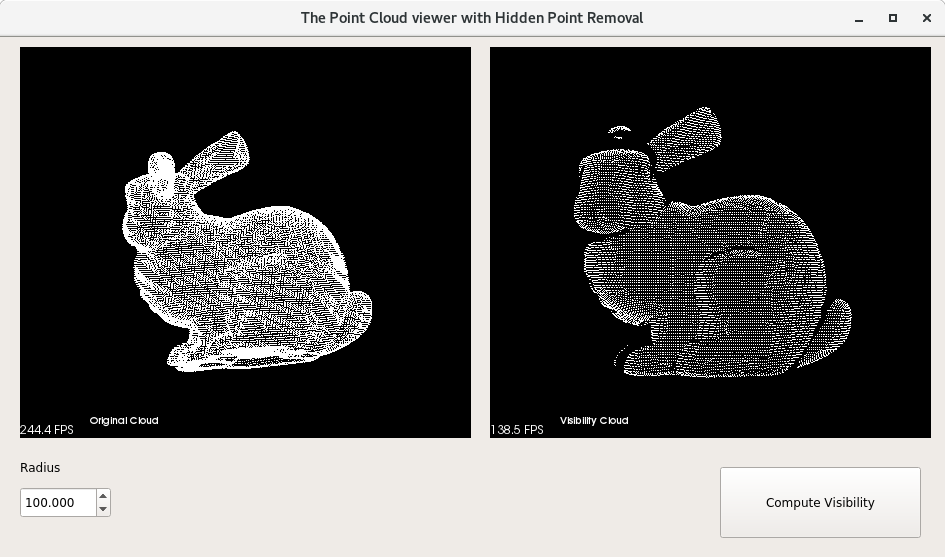 The Point Cloud viewer with Hidden Point Removal
Original Cloud
244.4 FPS
Visibility Cloud
138.5 FPS
Radius
100.000
Compute Visibility